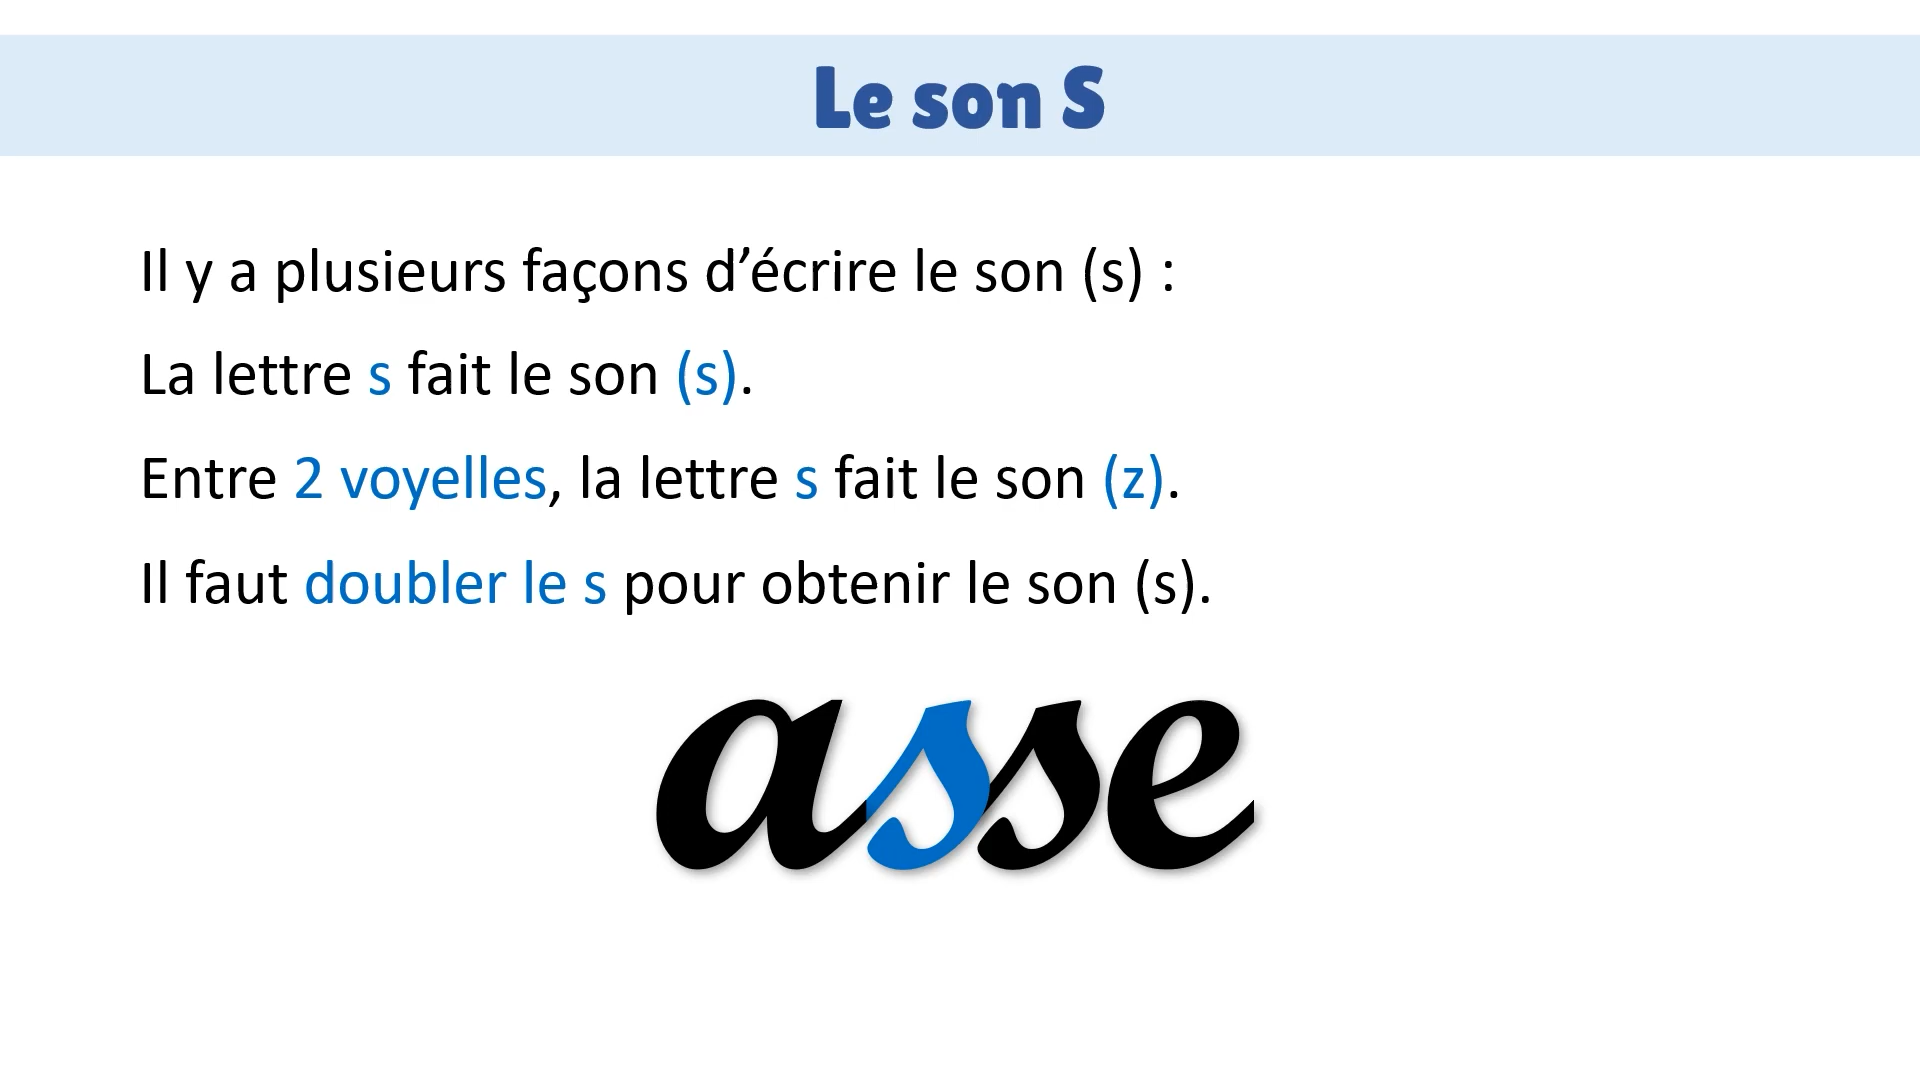 Le son S
Il y a plusieurs façons d’écrire le son (s) :
La lettre s fait le son (s).
Entre 2 voyelles, la lettre s fait le son (z).
Il faut doubler le s pour obtenir le son (s).
asse